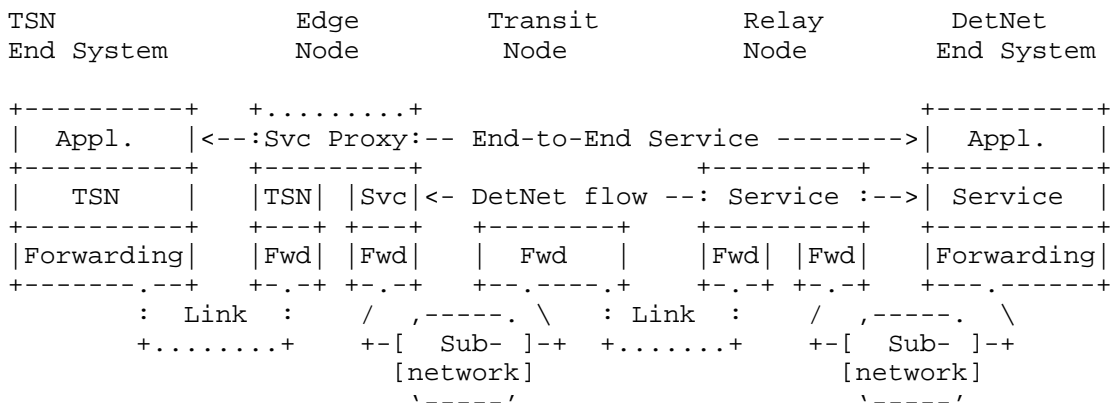 TSN Edge Transit Relay DetNet
End System Node Node Node End System
Appl. <--:Svc Proxy:-- End-to-End Service --------> Appl.
TSN |TSN| |Svc|<- DetNet flow --: Service :-->| Service
|Forwarding| |Fwd| |Fwd| | Fwd | |Fwd| |Fwd| |Forwarding|
: Link : / ,-----. \ : Link : / ,-----. \
+........+ +-[ Sub- ]-+ +.......+ +-[ Sub- ]-+
[network] [network]